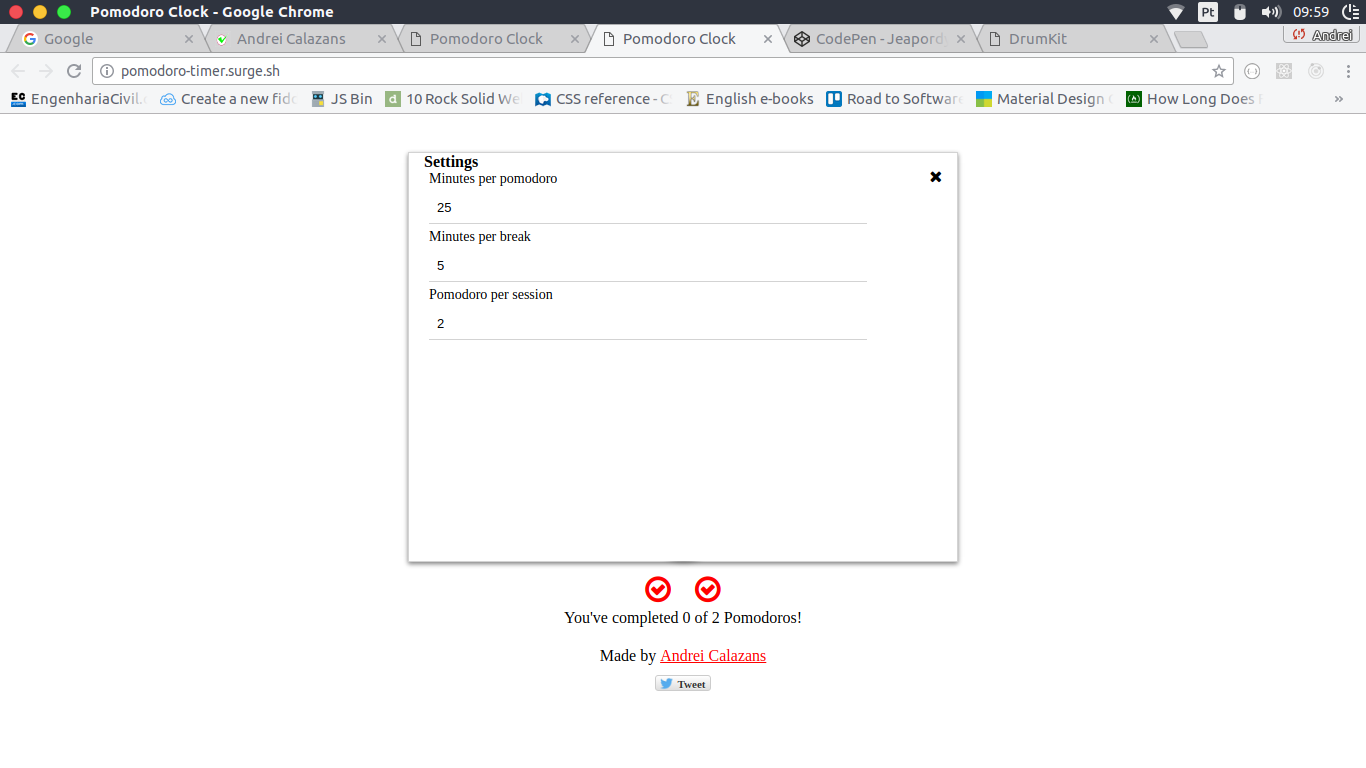 Pomodoro Clock - Google Chrome
Pt
09:59
Google
Andrei Calazans
Pomodoro Clock
Pomodoro Clock
CodePen - Jeapord
DrumKit
Andrei
pomodoro-timer.surge.sh
EngenhariaCivil.
Create a new fidd
JS Bin
10 Rock Solid We
CSS reference - C
English e-books
Road to Softwar
Material Design
How Long Does
»
Settings
Minutes per pomodoro
25
Minutes per break
5
Pomodoro per session
2
You've completed 0 of 2 Pomodoros!
Made by Andrei Calazans
Tweet